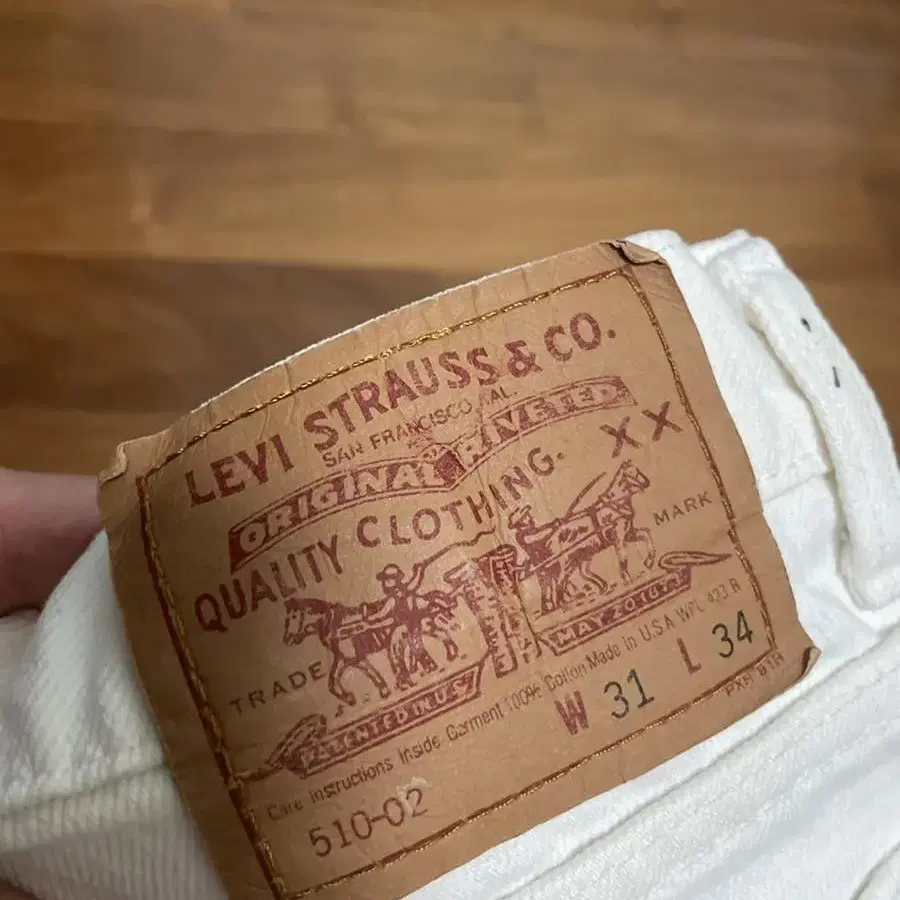 LEVI STRAUSS & CO.
SAN FRANCISCO CAL.
ORIGINAL RIVETED
QUALITY CLOTHING. XX
TRADE MARK
PATENTED IN U.S. MAY 20 1873
Care Instructions Inside Garment 100% Cotton Made in U.S.A WPL 423 R
W 31 L 34
510-02